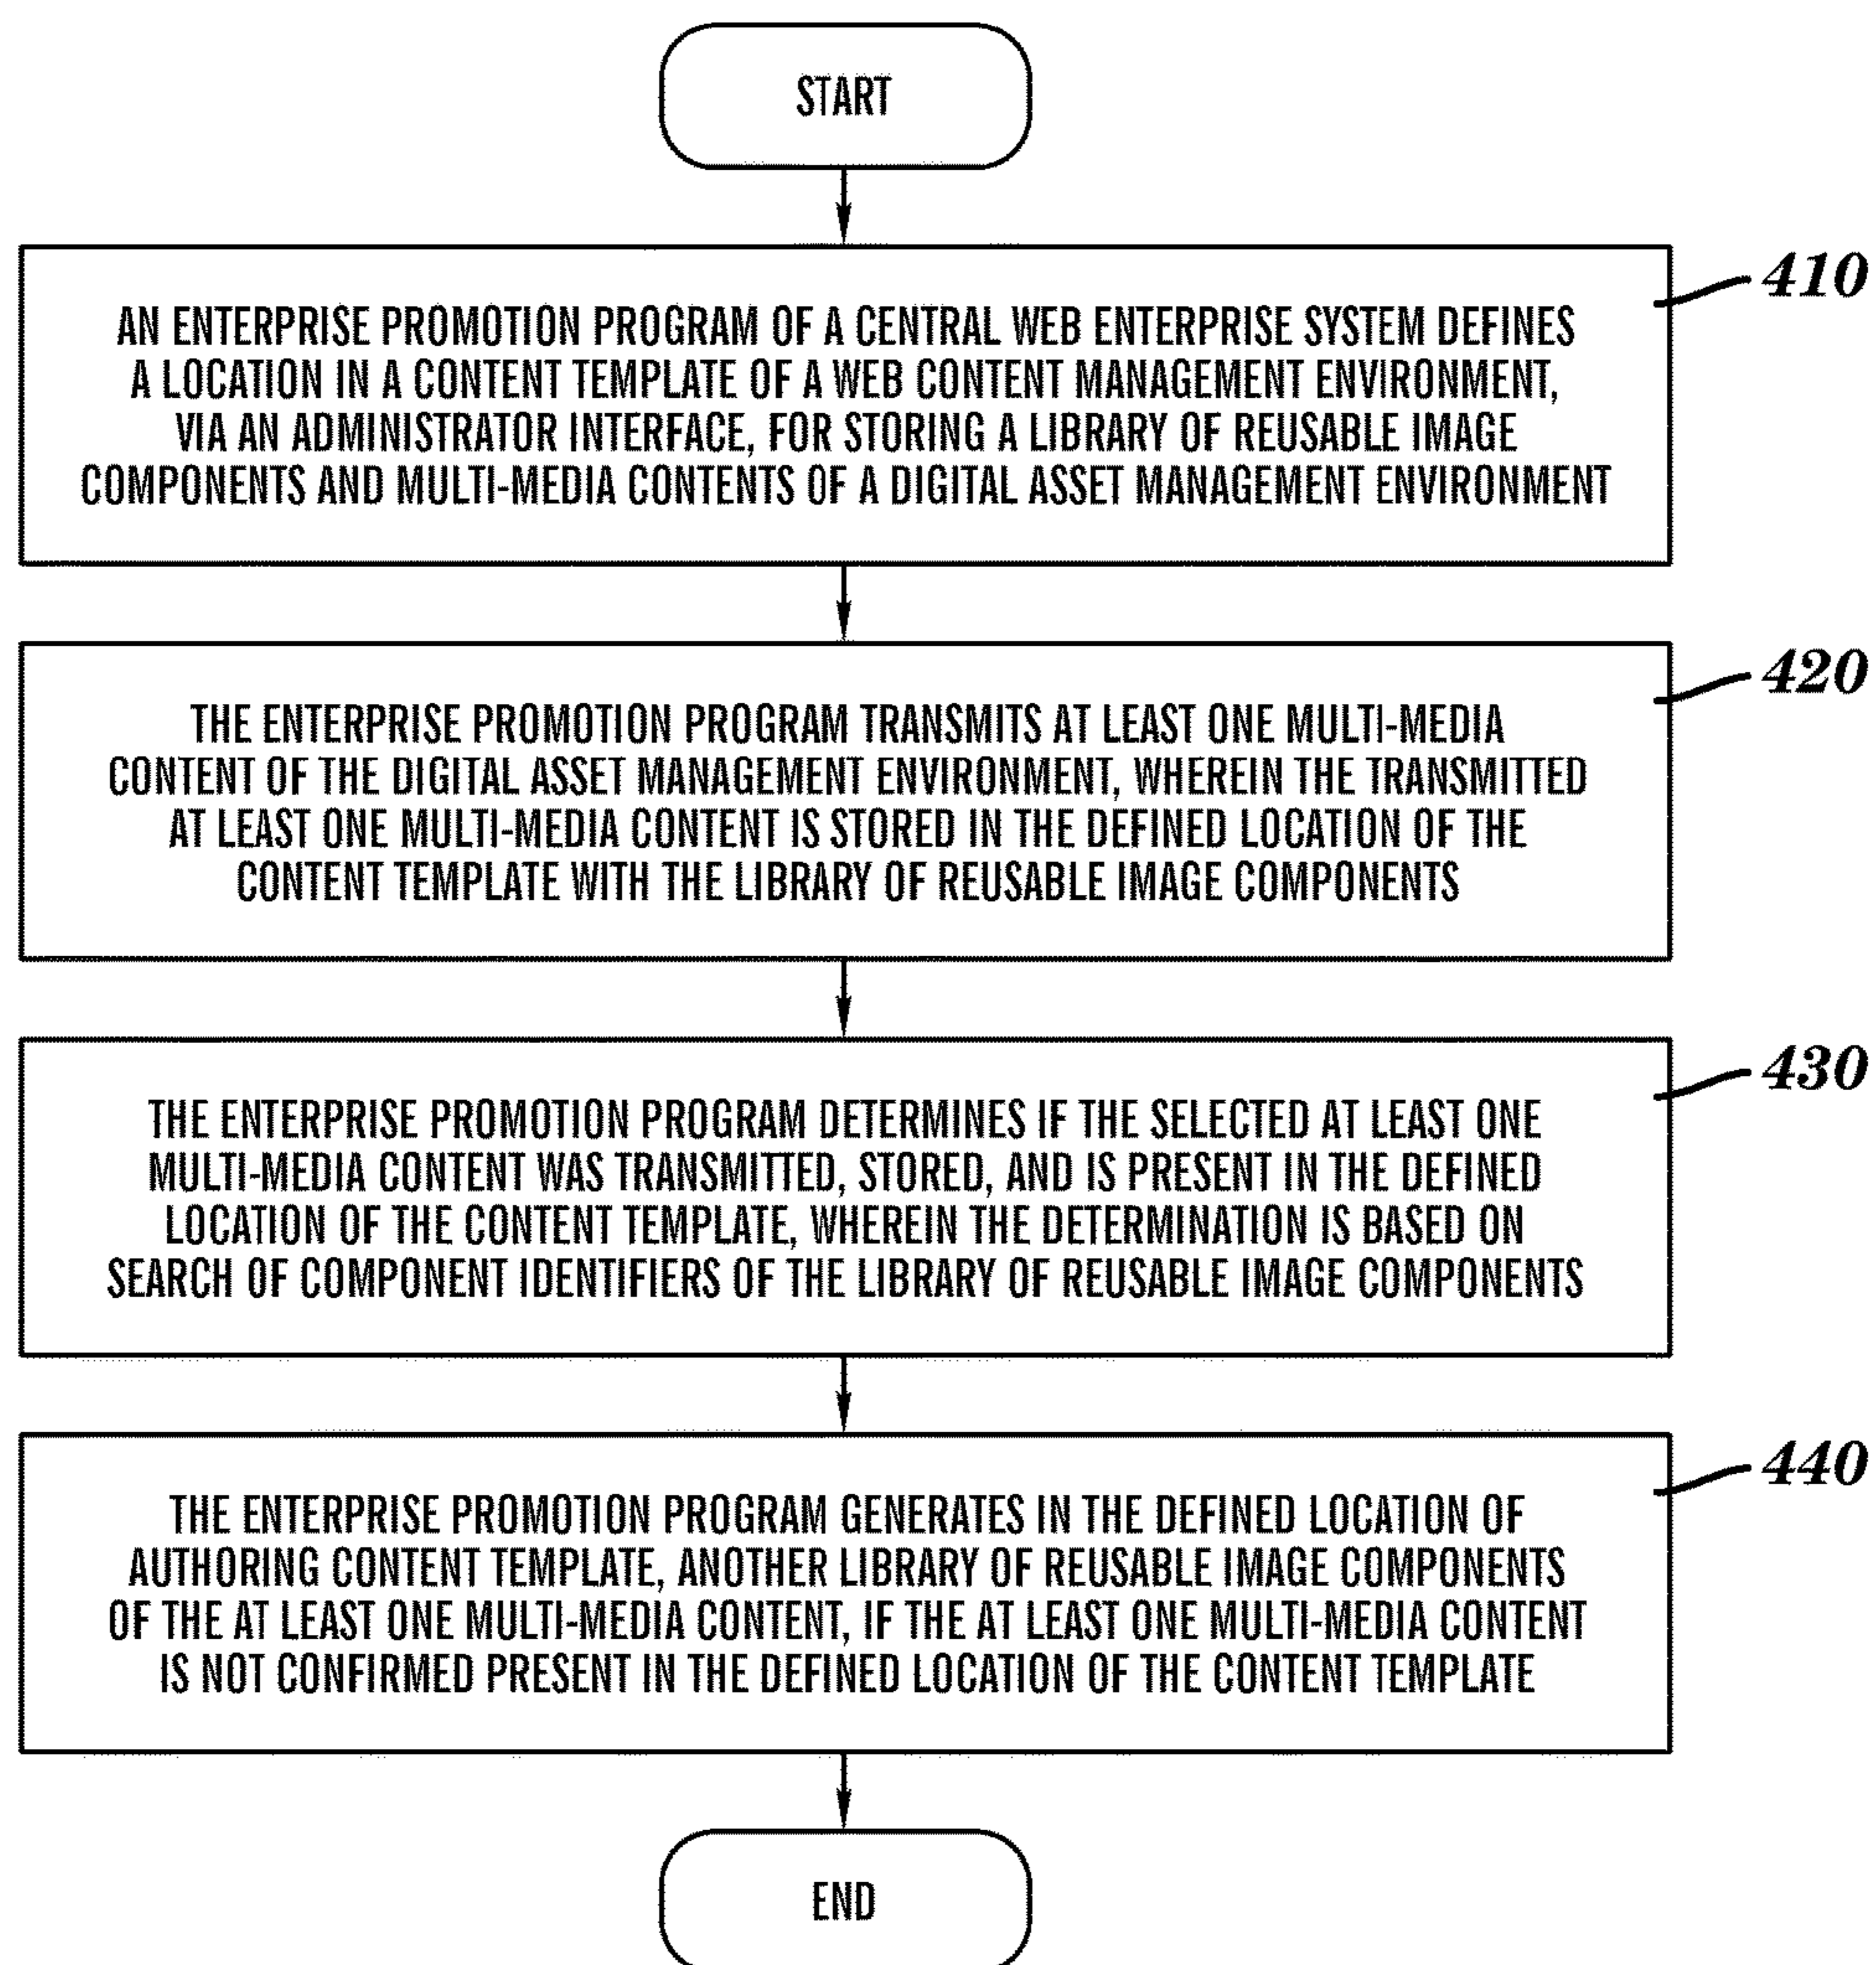 START
AN ENTERPRISE PROMOTION PROGRAM OF A CENTRAL WEB ENTERPRISE SYSTEM DEFINES
A LOCATION IN A CONTENT TEMPLATE OF A WEB CONTENT MANAGEMENT ENVIRONMENT,
VIA AN ADMINISTRATOR INTERFACE, FOR STORING A LIBRARY OF REUSABLE IMAGE
COMPONENTS AND MULTI-MEDIA CONTENTS OF A DIGITAL ASSET MANAGEMENT ENVIRONMENT
410
THE ENTERPRISE PROMOTION PROGRAM TRANSMITS AT LEAST ONE MULTI-MEDIA
CONTENT OF THE DIGITAL ASSET MANAGEMENT ENVIRONMENT, WHEREIN THE TRANSMITTED
AT LEAST ONE MULTI-MEDIA CONTENT IS STORED IN THE DEFINED LOCATION OF THE
CONTENT TEMPLATE WITH THE LIBRARY OF REUSABLE IMAGE COMPONENTS
420
THE ENTERPRISE PROMOTION PROGRAM DETERMINES IF THE SELECTED AT LEAST ONE
MULTI-MEDIA CONTENT WAS TRANSMITTED, STORED, AND IS PRESENT IN THE DEFINED
LOCATION OF THE CONTENT TEMPLATE, WHEREIN THE DETERMINATION IS BASED ON
SEARCH OF COMPONENT IDENTIFIERS OF THE LIBRARY OF REUSABLE IMAGE COMPONENTS
430
THE ENTERPRISE PROMOTION PROGRAM GENERATES IN THE DEFINED LOCATION OF
AUTHORING CONTENT TEMPLATE, ANOTHER LIBRARY OF REUSABLE IMAGE COMPONENTS
OF THE AT LEAST ONE MULTI-MEDIA CONTENT, IF THE AT LEAST ONE MULTI-MEDIA CONTENT
IS NOT CONFIRMED PRESENT IN THE DEFINED LOCATION OF THE CONTENT TEMPLATE
440
END